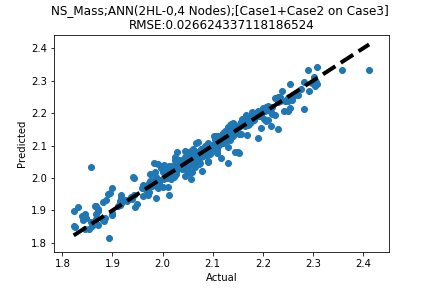 NS_Mass;ANN(2HL-0,4 Nodes);[Case1+Case2 on Case3]
RMSE:0.026624337118186524
2.4
2.3
2.2
2.1
2.0
1.9
1.8
Predicted
1.8 1.9 2.0 2.1 2.2 2.3 2.4
Actual